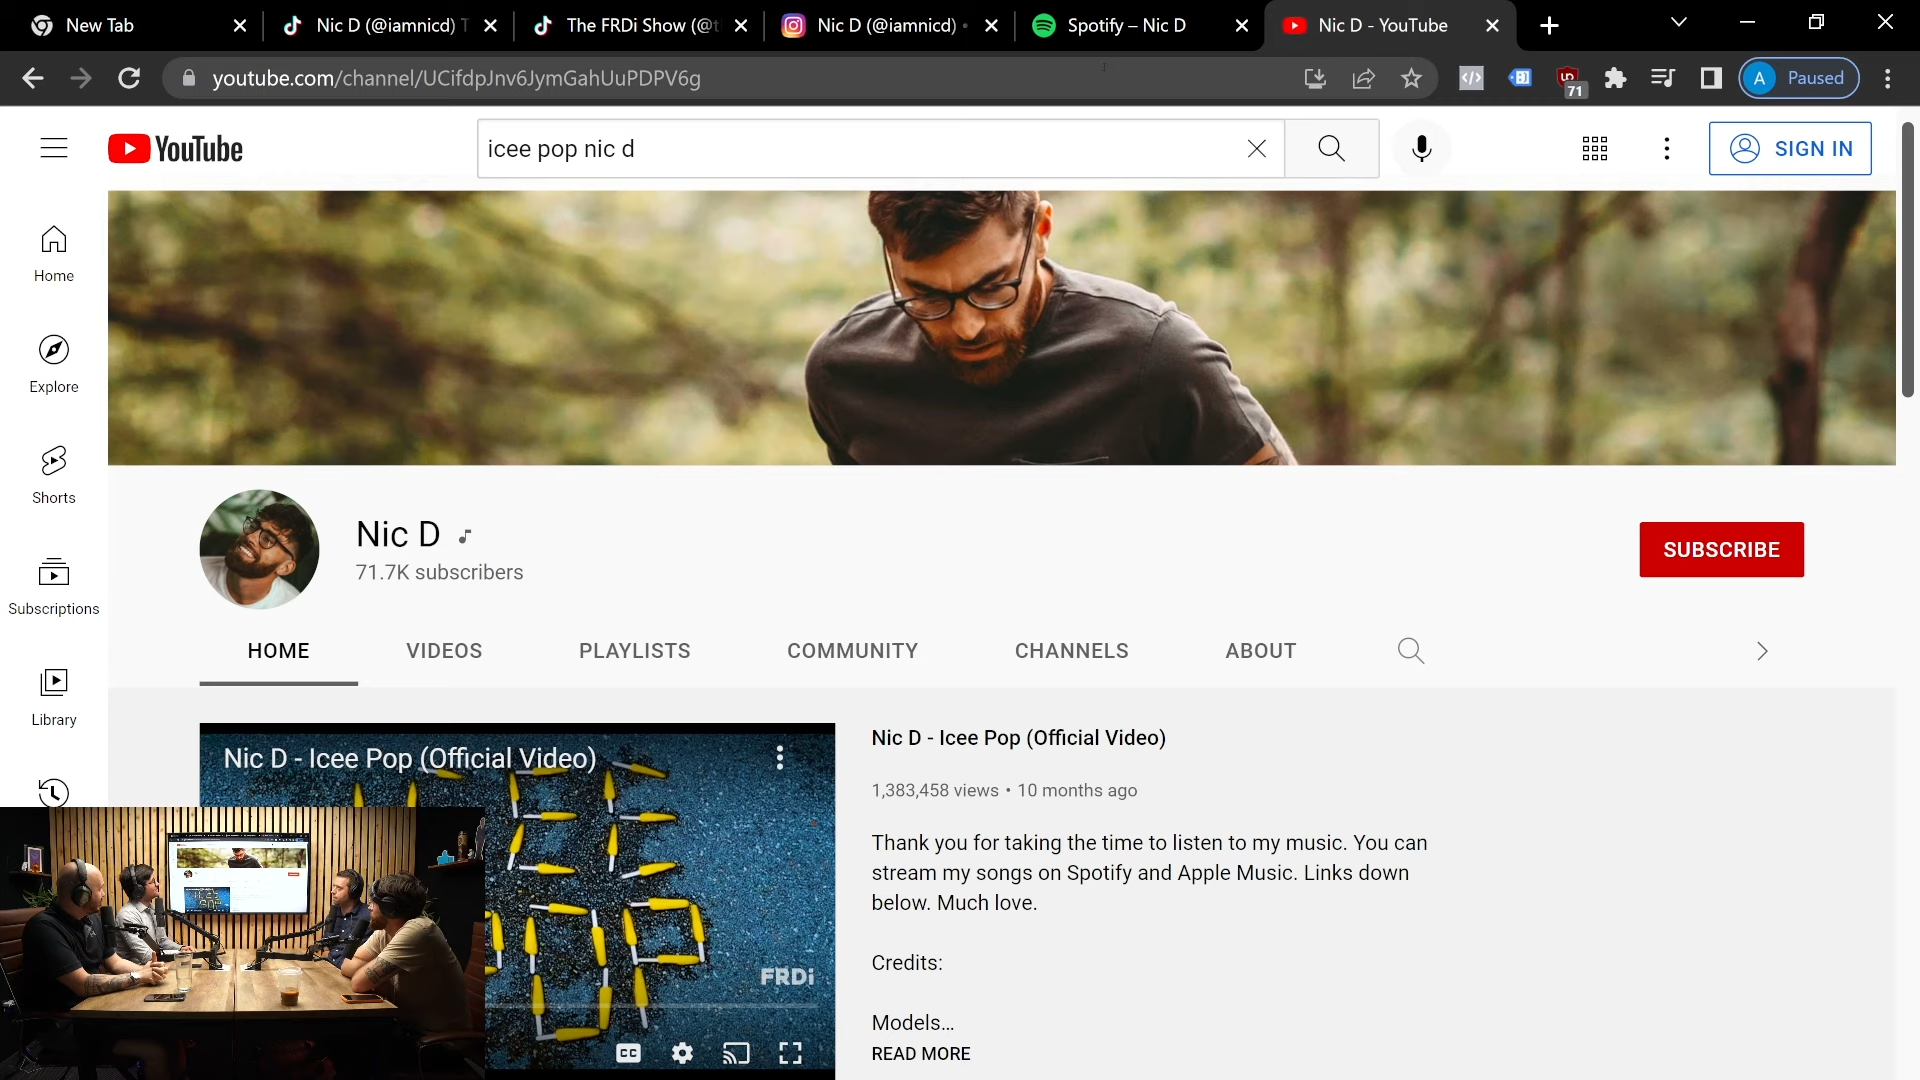 New Tab
Nic D (@iamnicd) T
The FRDi Show (@t
Nic D (@iamnicd) •
Spotify – Nic D
Nic D - YouTube
youtube.com/channel/UCifdpJnv6JymGahUuPDPV6g
71
A Paused
YouTube
icee pop nic d
SIGN IN
Home
Explore
Shorts
Subscriptions
Library
Nic D
71.7K subscribers
SUBSCRIBE
HOME VIDEOS PLAYLISTS COMMUNITY CHANNELS ABOUT
Nic D - Icee Pop (Official Video)
FRDi
CC
Nic D - Icee Pop (Official Video)
1,383,458 views • 10 months ago
Thank you for taking the time to listen to my music. You can
stream my songs on Spotify and Apple Music. Links down
below. Much love.
Credits:
Models...
READ MORE